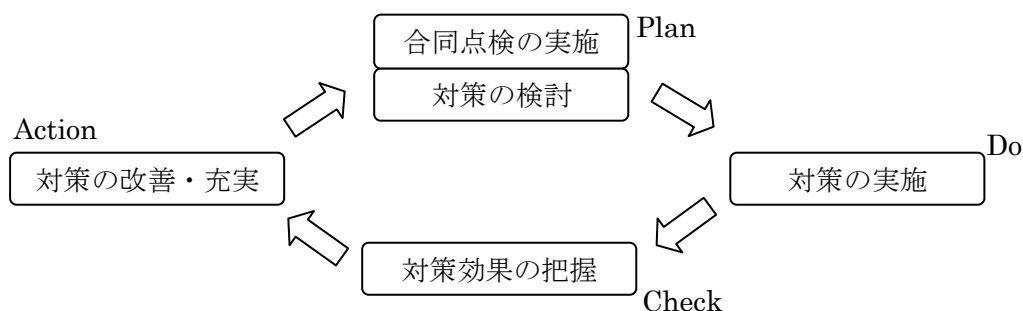 合同点検の実施
Plan
対策の検討
Action
対策の改善・充実
Do
対策の実施
対策効果の把握
Check